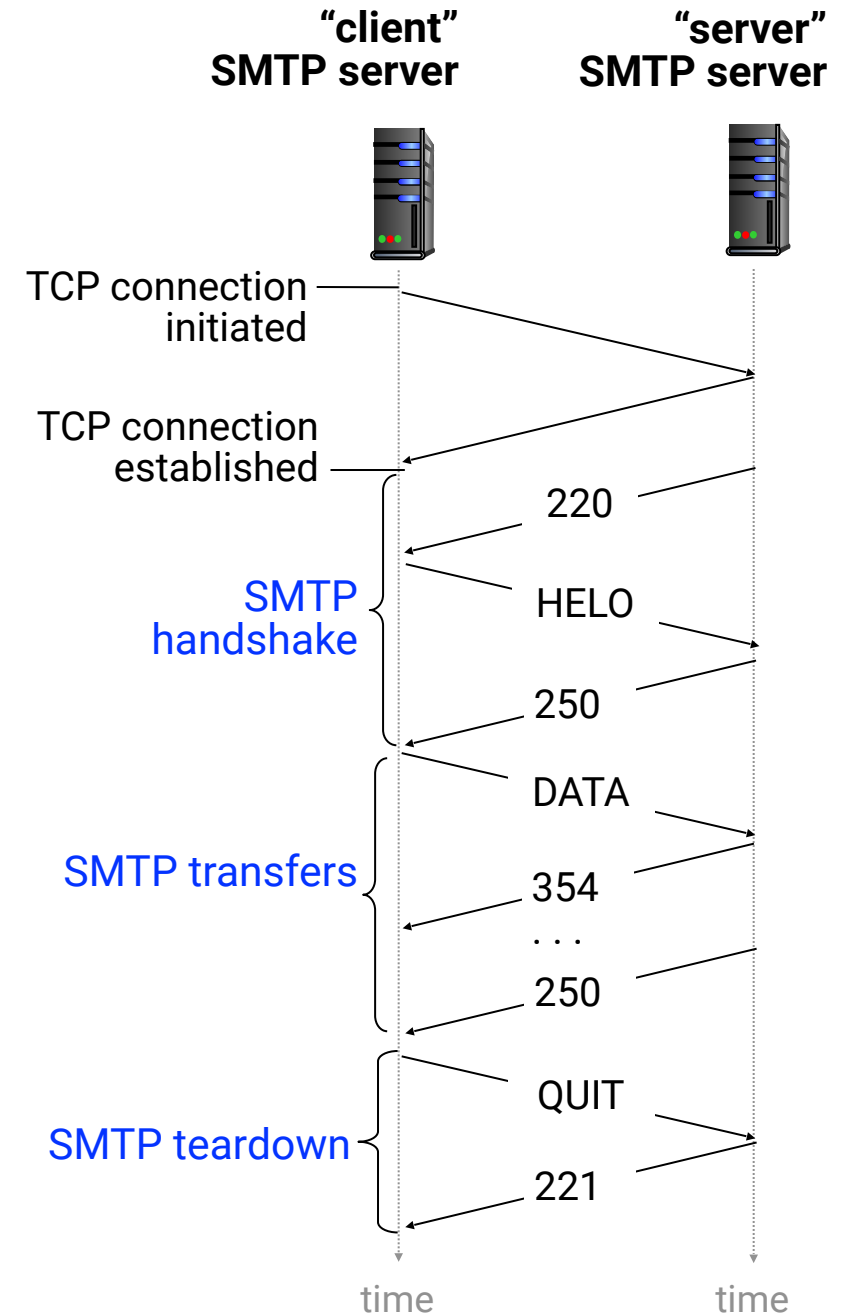 “client”
SMTP server
“server”
SMTP server
TCP connection
initiated
TCP connection
established
220
SMTP
handshake
HELO
250
DATA
SMTP transfers
354
. . .
250
QUIT
SMTP teardown
221
time
time